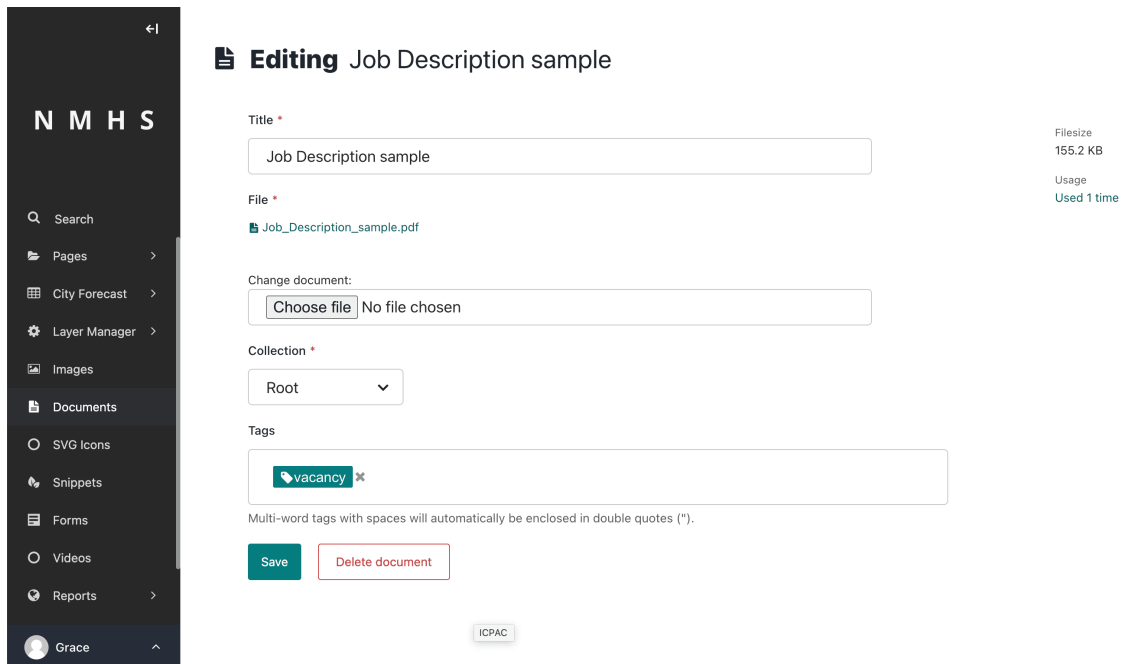 NMHS
Search
Pages
City Forecast
Layer Manager
Images
Documents
SVG Icons
Snippets
Forms
Videos
Reports
Grace
Editing Job Description sample
Title *
Job Description sample
File *
Job_Description_sample.pdf
Change document:
Choose file No file chosen
Collection *
Root
Tags
vacancy
Multi-word tags with spaces will automatically be enclosed in double quotes (").
Save
Delete document
ICPAC
Filesize
155.2 KB
Usage
Used 1 time